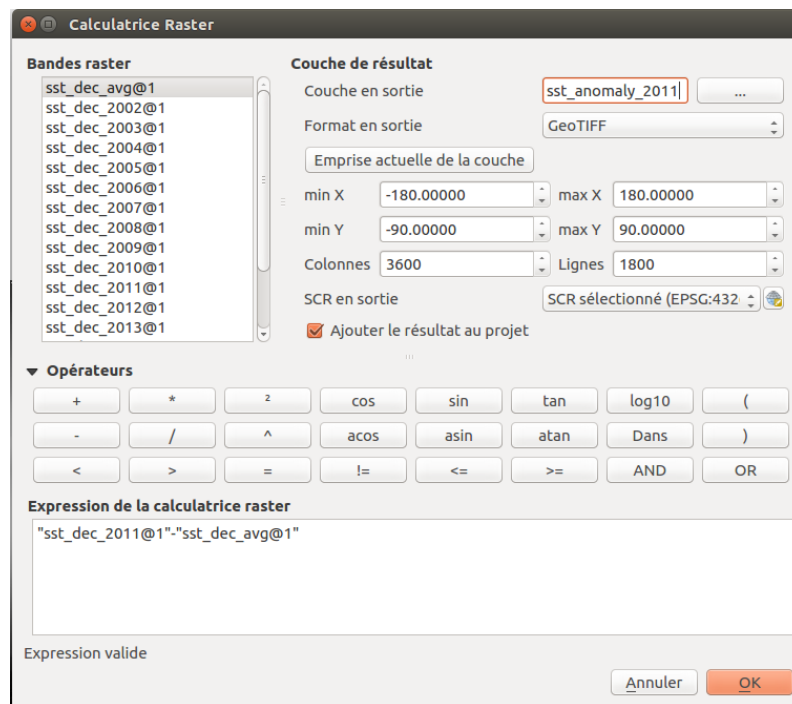 Calculatrice Raster
Bandes raster
sst_dec_avg@1
sst_dec_2002@1
sst_dec_2003@1
sst_dec_2004@1
sst_dec_2005@1
sst_dec_2006@1
sst_dec_2007@1
sst_dec_2008@1
sst_dec_2009@1
sst_dec_2010@1
sst_dec_2011@1
sst_dec_2012@1
sst_dec_2013@1
Couche de résultat
Couche en sortie sst_anomaly_2011 ...
Format en sortie GeoTIFF
Emprise actuelle de la couche
min X -180.00000 max X 180.00000
min Y -90.00000 max Y 90.00000
Colonnes 3600 Lignes 1800
SCR en sortie SCR sélectionné (EPSG:432
Ajouter le résultat au projet
Opérateurs
+ * ² cos sin tan log10 (
- / ^ acos asin atan Dans )
< > = != <= >= AND OR
Expression de la calculatrice raster
"sst_dec_2011@1"-"sst_dec_avg@1"
Expression valide
Annuler OK